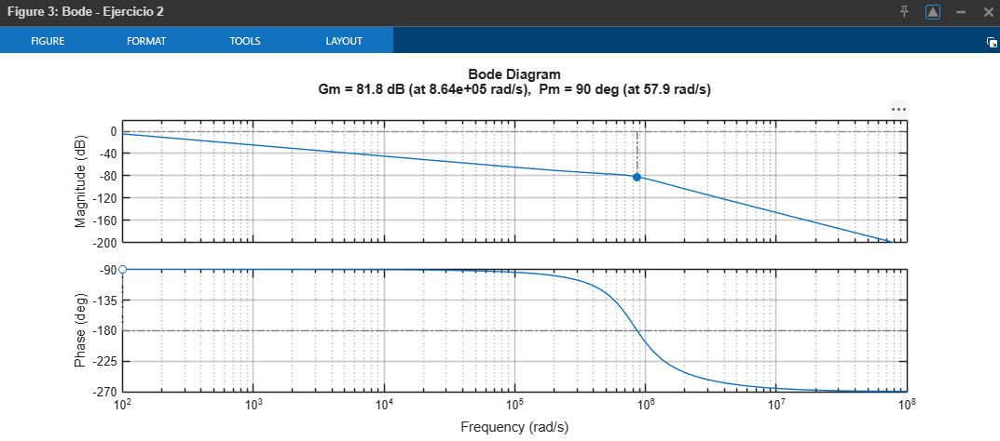 Figure 3: Bode - Ejercicio 2
FIGURE FORMAT TOOLS LAYOUT
Bode Diagram
Gm = 81.8 dB (at 8.64e+05 rad/s), Pm = 90 deg (at 57.9 rad/s)
Magnitude (dB)
0
-40
-80
-120
-160
-200
Phase (deg)
-90
-135
-180
-225
-270
10² 10³ 10⁴ 10⁵ 10⁶ 10⁷ 10⁸
Frequency (rad/s)